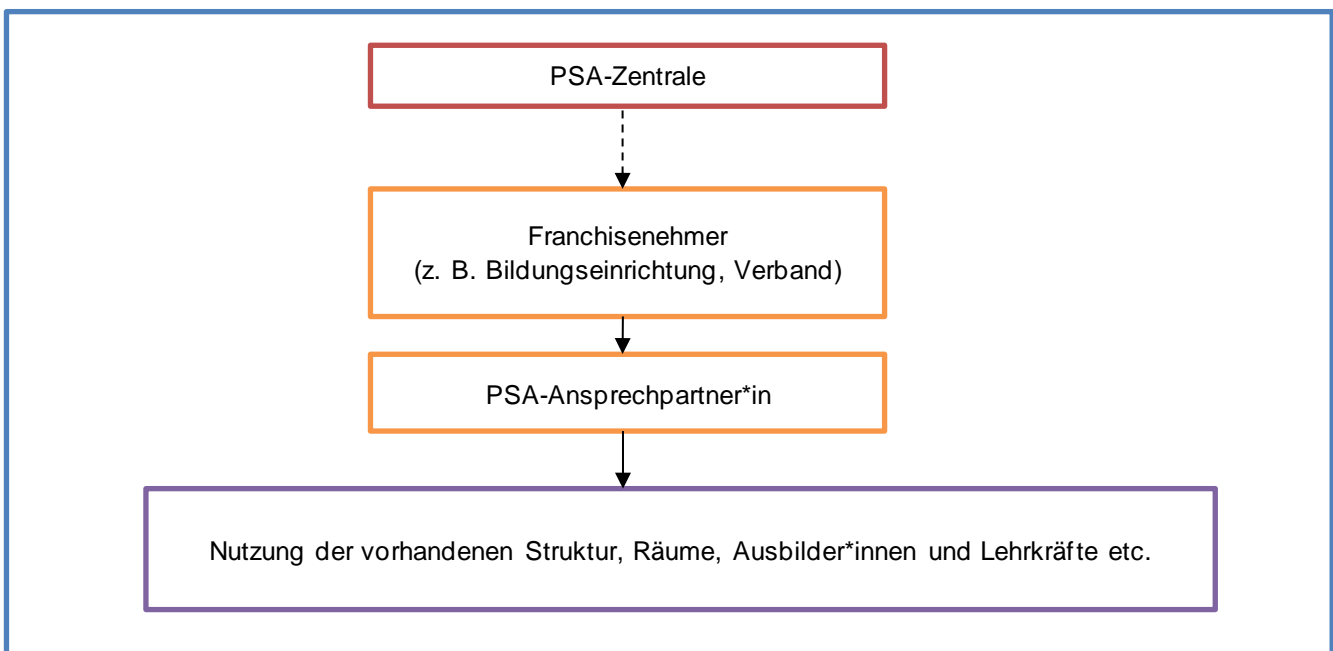 PSA-Zentrale
Franchisenehmer
(z. B. Bildungseinrichtung, Verband)
PSA-Ansprechpartner*in
Nutzung der vorhandenen Struktur, Räume, Ausbilder*innen und Lehrkräfte etc.